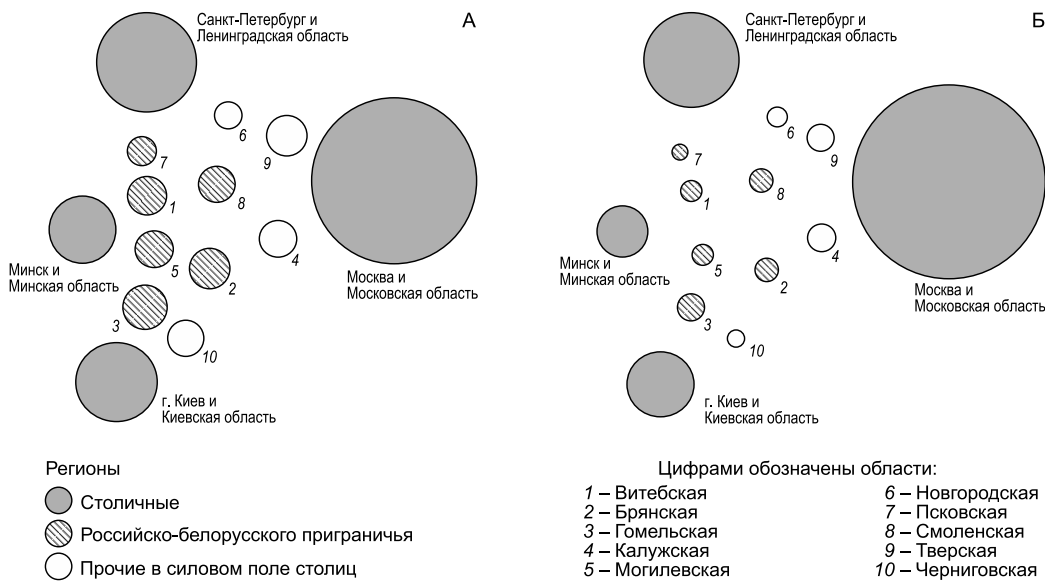 Санкт-Петербург и
Ленинградская область
А
6
9
7
8
1
4
5
2
Минск и
Минская область
Москва и
Московская область
3
10
г. Киев и
Киевская область
Санкт-Петербург и
Ленинградская область
Б
6
9
7
8
1
4
5
2
Минск и
Минская область
Москва и
Московская область
3
10
г. Киев и
Киевская область
Регионы
Столичные
Российско-белорусского приграничья
Прочие в силовом поле столиц
Цифрами обозначены области:
1 – Витебская
2 – Брянская
3 – Гомельская
4 – Калужская
5 – Могилевская
6 – Новгородская
7 – Псковская
8 – Смоленская
9 – Тверская
10 – Черниговская